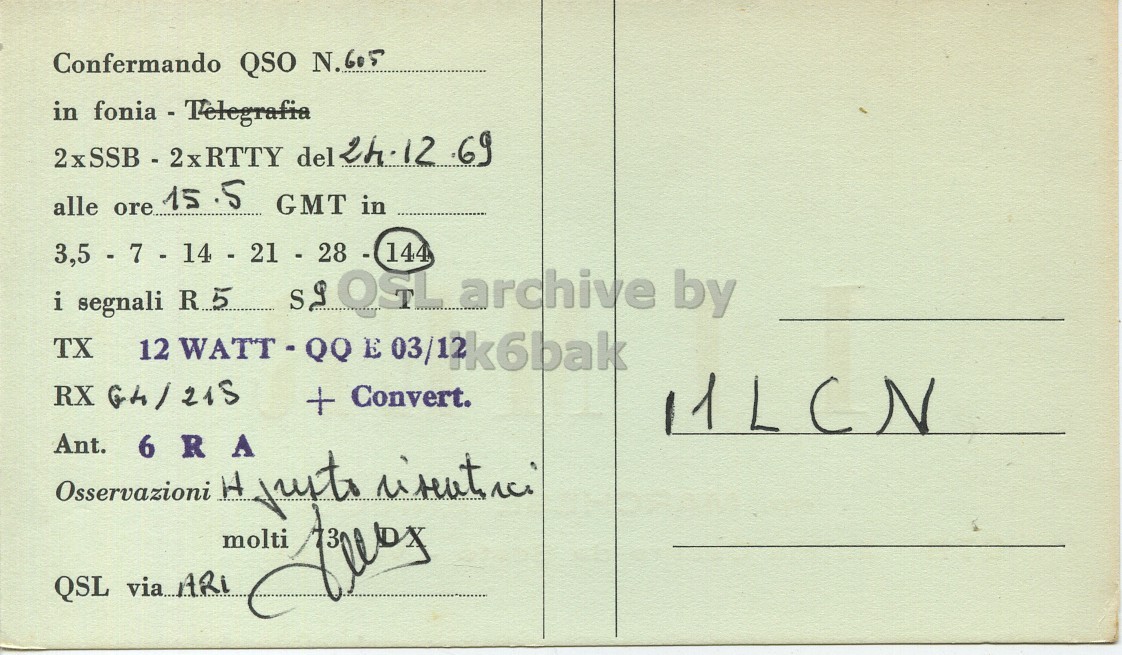 Confermando QSO N. 605
in fonia - Telegrafia
2xSSB - 2xRTTY del 24.12.69
alle ore 15.5 GMT in
3,5 - 7 - 14 - 21 - 28 - 144
i segnali R 5 S 9 T
TX 12 WATT - QQ E 03/12
RX G4/215 + Convert.
Ant. 6 R A
Osservazioni A presto risentirci
molti 73 DX
QSL via ARI
I1LCN
QSL archive by
ik6bak